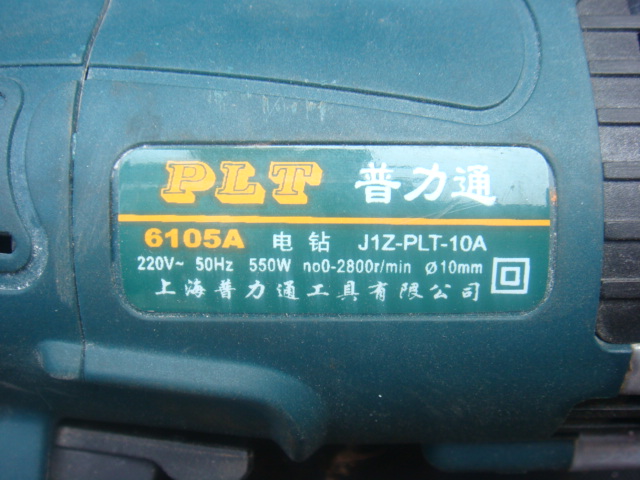 PLT 普力通
6105A 电钻 J1Z-PLT-10A
220V~ 50Hz 550W no0-2800r/min Ø10mm
上海普力通工具有限公司